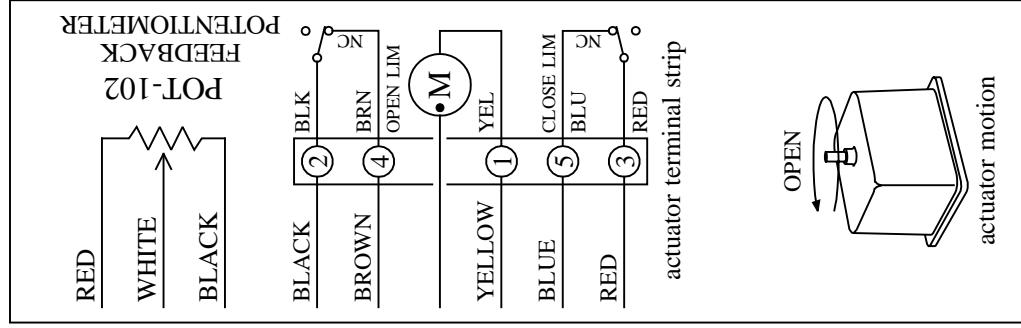 POT-102
FEEDBACK
POTENTIOMETER
RED
WHITE
BLACK
BLACK
BROWN
YELLOW
BLUE
RED
2
4
1
5
3
BLK
BRN
OPEN LIM
YEL
CLOSE LIM
BLU
RED
NC
M
NC
actuator terminal strip
OPEN
actuator motion